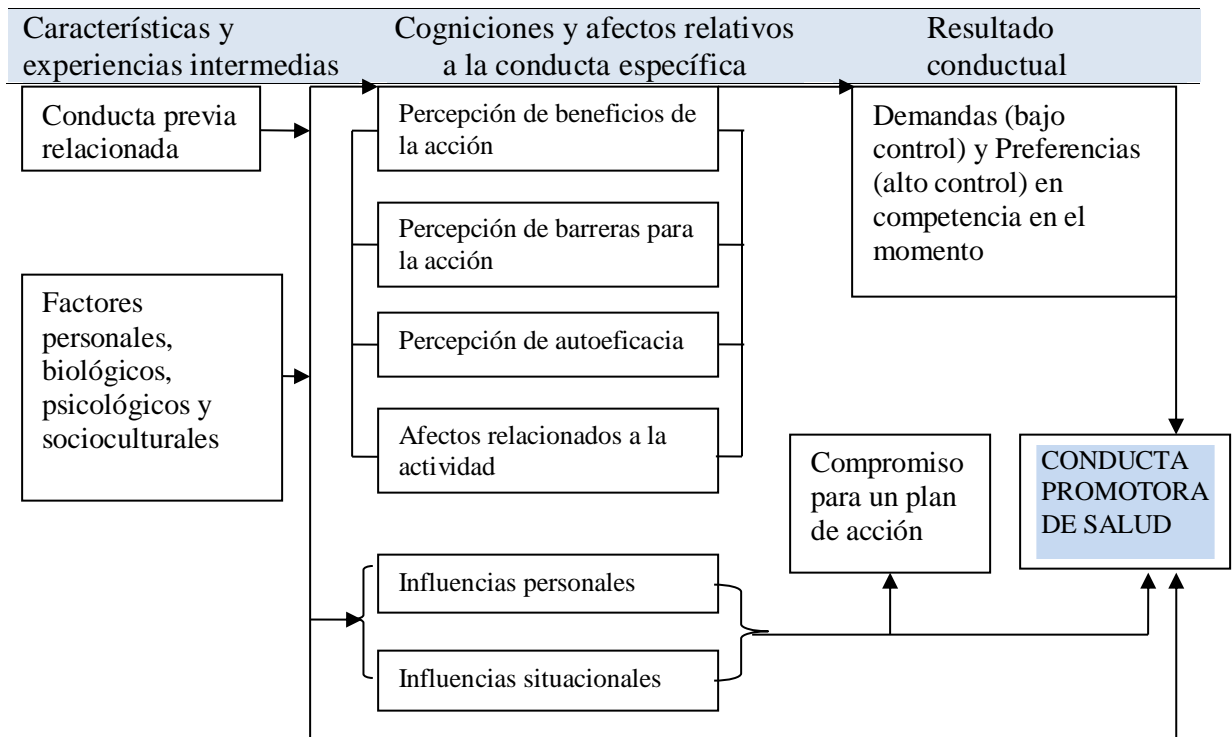 Características y
experiencias intermedias
Cogniciones y afectos relativos
a la conducta específica
Resultado
conductual
Conducta previa
relacionada
Factores
personales,
biológicos,
psicológicos y
socioculturales
Percepción de beneficios de
la acción
Percepción de barreras para
la acción
Percepción de autoeficacia
Afectos relacionados a la
actividad
Influencias personales
Influencias situacionales
Demandas (bajo
control) y Preferencias
(alto control) en
competencia en el
momento
Compromiso
para un plan
de acción
CONDUCTA
PROMOTORA
DE SALUD